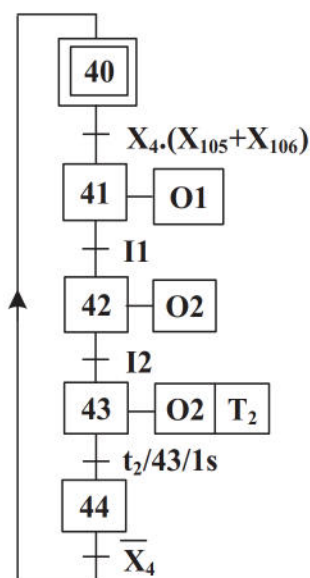 40
X₄.(X₁₀₅+X₁₀₆)
41 O1
I1
42 O2
I2
43 O2 T₂
t₂/43/1s
44
X̅₄